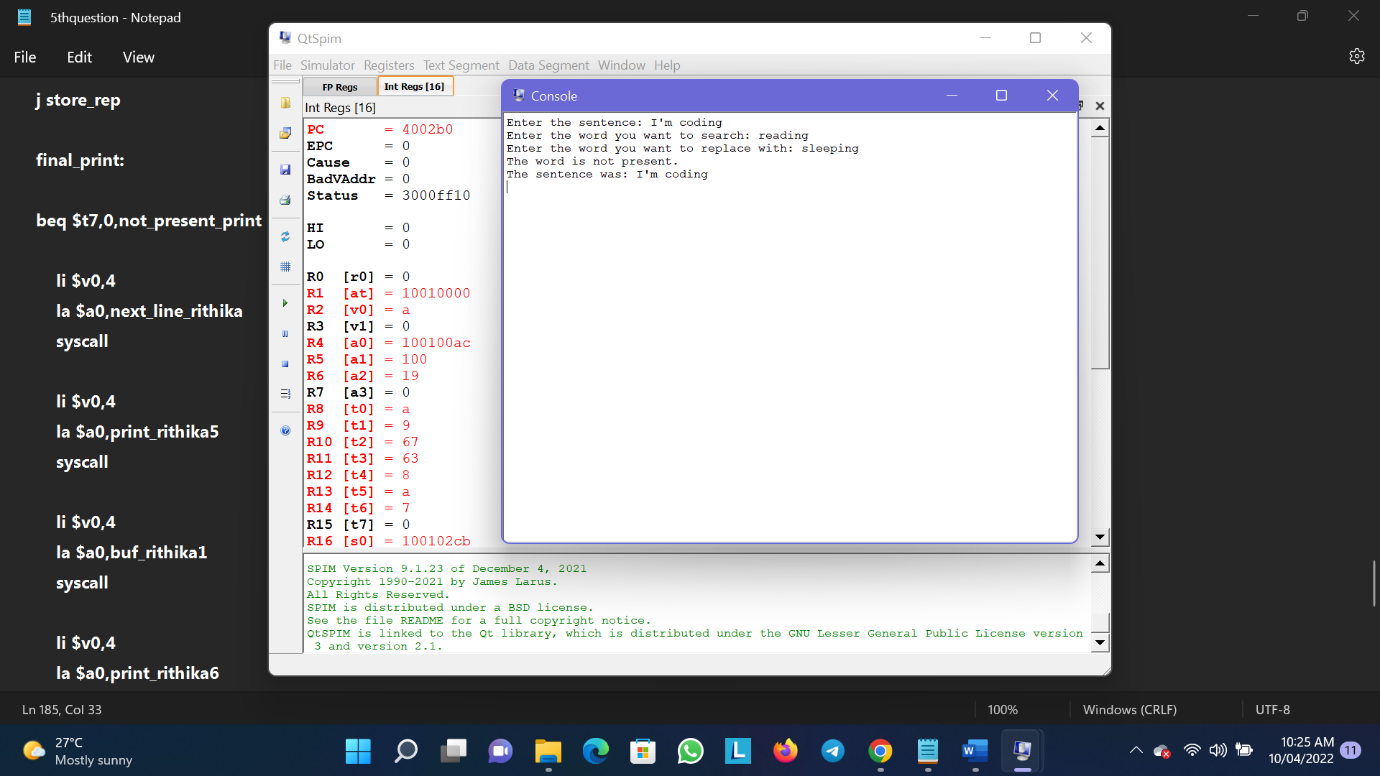 5thquestion - Notepad
File Edit View
j store_rep
final_print:
beq $t7,0,not_present_print
li $v0,4
la $a0,next_line_rithika
syscall
li $v0,4
la $a0,print_rithika5
syscall
li $v0,4
la $a0,buf_rithika1
syscall
li $v0,4
la $a0,print_rithika6
QtSpim
File Simulator Registers Text Segment Data Segment Window Help
FP Regs Int Regs [16]
Int Regs [16]
PC = 4002b0
EPC = 0
Cause = 0
BadVAddr = 0
Status = 3000ff10
HI = 0
LO = 0
R0 [r0] = 0
R1 [at] = 10010000
R2 [v0] = a
R3 [v1] = 0
R4 [a0] = 100100ac
R5 [a1] = 100
R6 [a2] = 19
R7 [a3] = 0
R8 [t0] = a
R9 [t1] = 9
R10 [t2] = 67
R11 [t3] = 63
R12 [t4] = 8
R13 [t5] = a
R14 [t6] = 7
R15 [t7] = 0
R16 [s0] = 100102cb
Console
Enter the sentence: I'm coding
Enter the word you want to search: reading
Enter the word you want to replace with: sleeping
The word is not present.
The sentence was: I'm coding
SPIM Version 9.1.23 of December 4, 2021
Copyright 1990-2021 by James Larus.
All Rights Reserved.
SPIM is distributed under a BSD license.
See the file README for a full copyright notice.
QtSPIM is linked to the Qt library, which is distributed under the GNU Lesser General Public License version
3 and version 2.1.
Ln 185, Col 33 100% Windows (CRLF) UTF-8
27°C
Mostly sunny
L
10:25 AM
10/04/2022
11